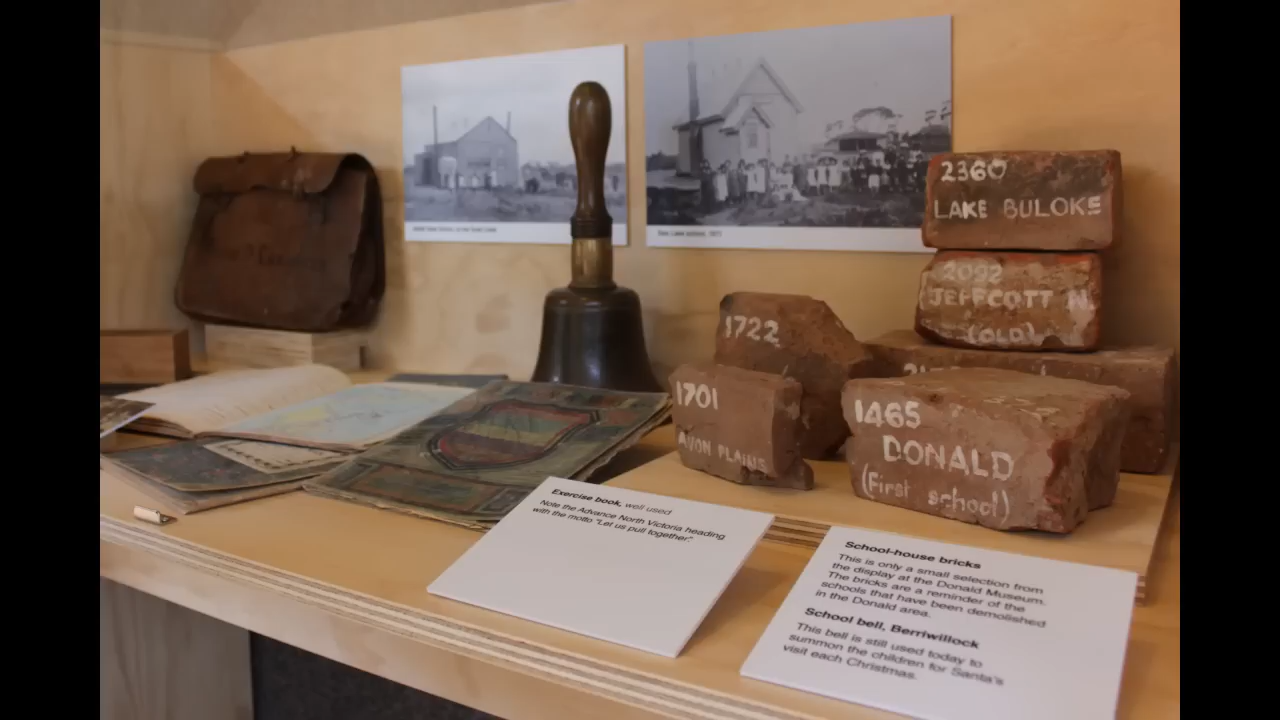 2360
LAKE BULOKE
2092
JEFFCOTT N
(OLD)
1722
1701
AVON PLAINS
1465
DONALD
(First school)
Exercise book, well used
Note the Advance North Victoria heading
with the motto "Let us pull together".
School-house bricks
This is only a small selection from
the display at the Donald Museum.
The bricks are a reminder of the
schools that have been demolished
in the Donald area.
School bell, Berriwillock
This bell is still used today to
summon the children for Santa's
visit each Christmas.